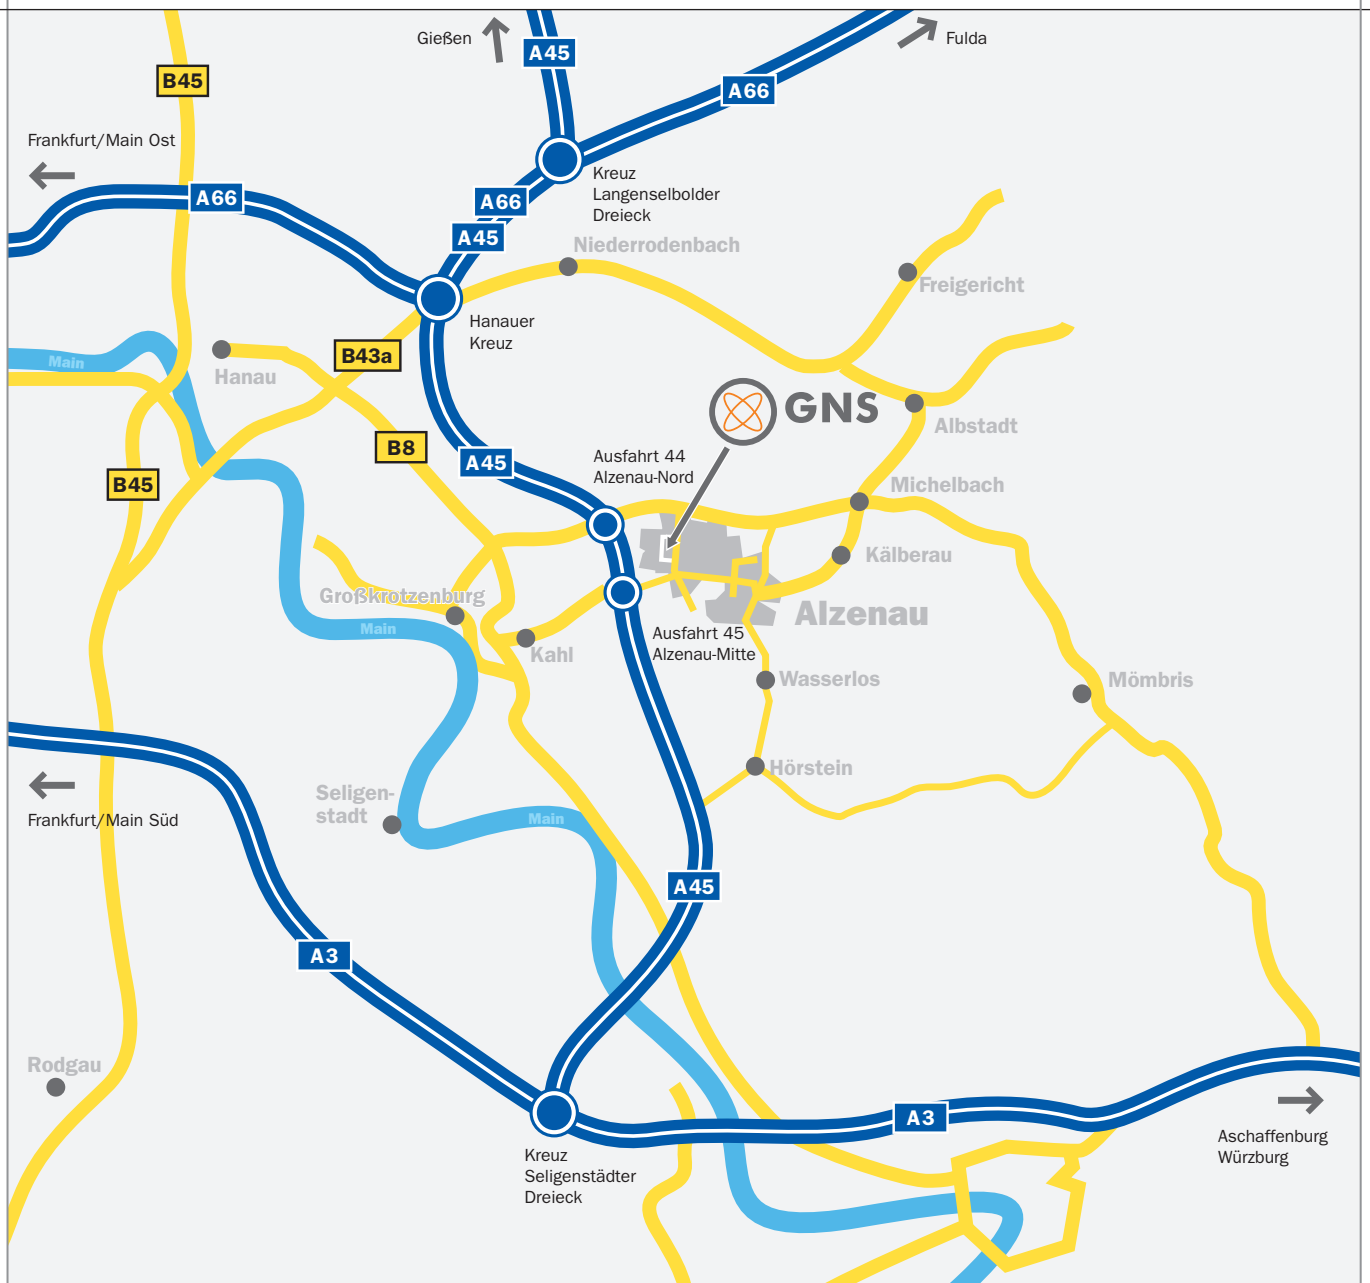 Gießen
A45
Fulda
B45
A66
Frankfurt/Main Ost
A66
Kreuz
Langenselbolder
Dreieck
A66
A45
Niederrodenbach
Freigericht
Hanauer
Kreuz
B43a
Main
Hanau
GNS
Albstadt
B8
A45
Ausfahrt 44
Alzenau-Nord
B45
Michelbach
Kälberau
Großkrotzenburg
Alzenau
Main
Ausfahrt 45
Alzenau-Mitte
Kahl
Wasserlos
Mömbris
Hörstein
Seligen-
stadt
Frankfurt/Main Süd
Main
A45
A3
Rodgau
A3
Aschaffenburg
Würzburg
Kreuz
Seligenstädter
Dreieck